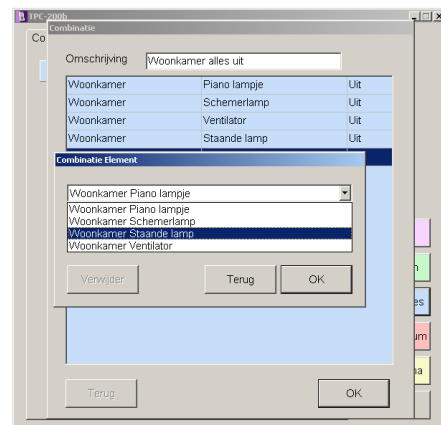 TPC-200b
Co
Combinatie
Omschrijving Woonkamer alles uit
Woonkamer Piano lampje Uit
Woonkamer Schemerlamp Uit
Woonkamer Ventilator Uit
Woonkamer Staande lamp Uit
Combinatie Element
Woonkamer Piano lampje
Woonkamer Piano lampje
Woonkamer Schemerlamp
Woonkamer Staande lamp
Woonkamer Ventilator
Verwijder Terug OK
es
um
na
Terug OK